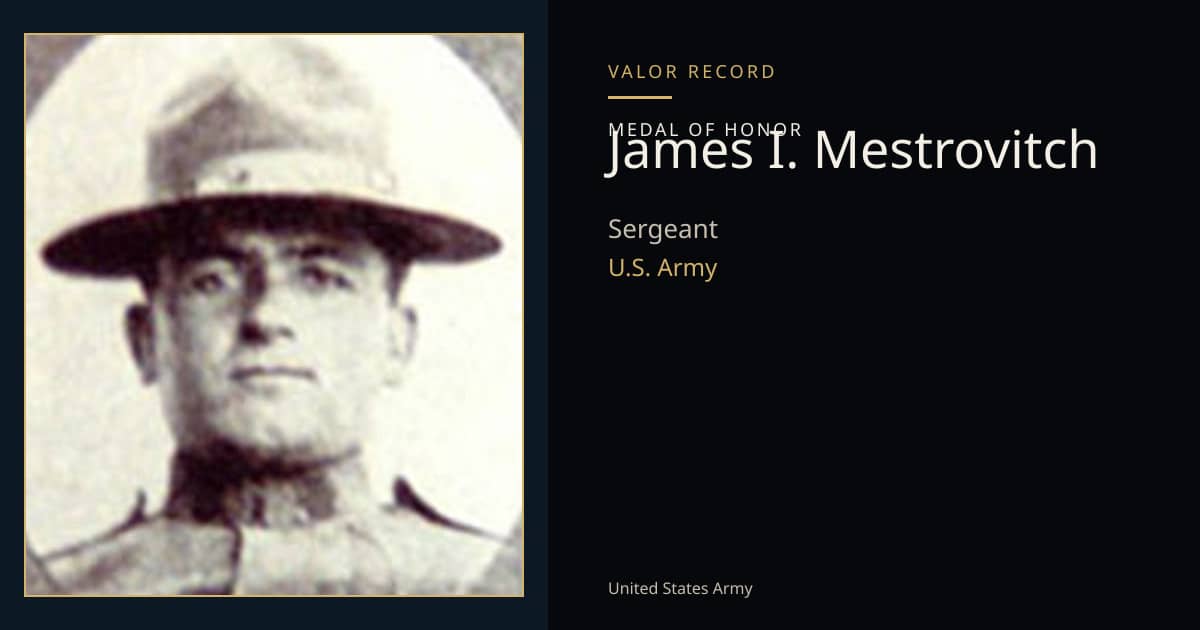 VALOR RECORD
MEDAL OF HONOR
James I. Mestrovitch
Sergeant
U.S. Army
United States Army